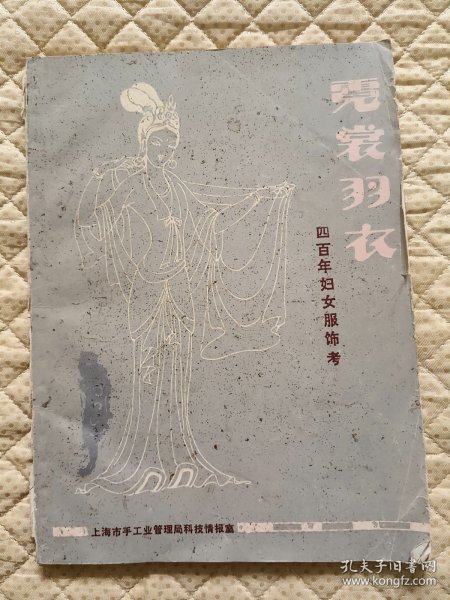 霓裳羽衣
四百年妇女服饰考
上海市手工业管理局科技情报室
孔夫子旧书网
www.kongfz.com